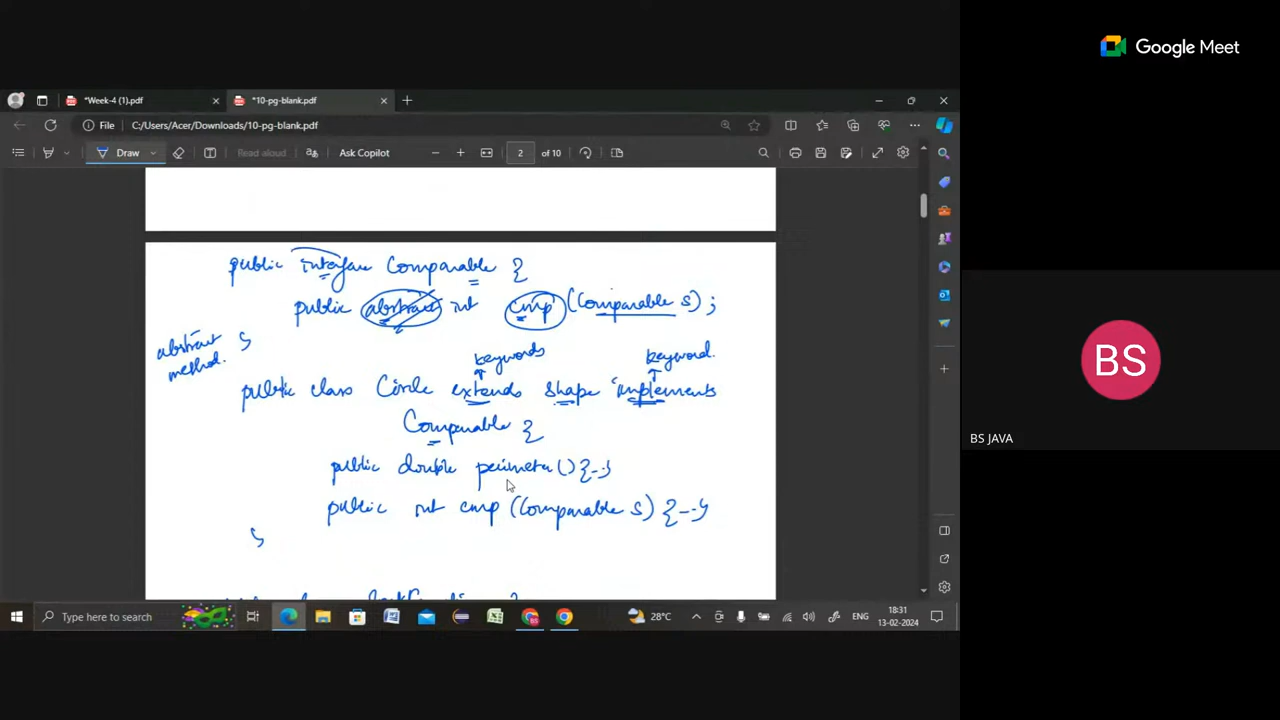 Google Meet
*Week-4 (1).pdf
*10-pg-blank.pdf
File
C:/Users/Acer/Downloads/10-pg-blank.pdf
Draw
Read aloud
Ask Copilot
2 of 10
public interface Comparable {
public abstract int cmp (Comparable s) ;
}
abstract method.
keywords
keyword.
public class Circle extends shape implements
Comparable {
public double perimeter () {--}
public int cmp (Comparable s) {--}
}
BS
BS JAVA
Type here to search
28°C
ENG
18:31
13-02-2024